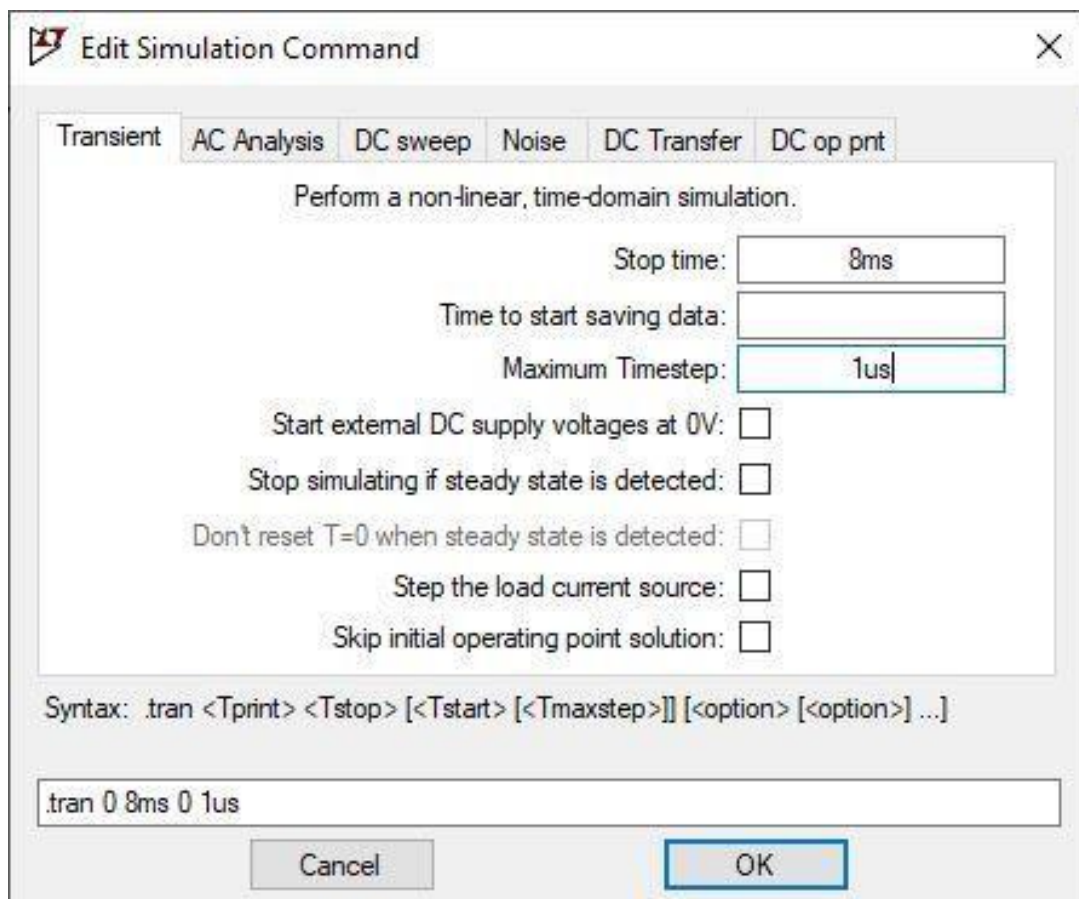 Edit Simulation Command
Transient AC Analysis DC sweep Noise DC Transfer DC op pnt
Perform a non-linear, time-domain simulation.
Stop time: 8ms
Time to start saving data:
Maximum Timestep: 1us
Start external DC supply voltages at 0V:
Stop simulating if steady state is detected:
Don't reset T=0 when steady state is detected:
Step the load current source:
Skip initial operating point solution:
Syntax: .tran <Tprint> <Tstop> [<Tstart> [<Tmaxstep>]] [<option> [<option>] ...]
.tran 0 8ms 0 1us
Cancel OK